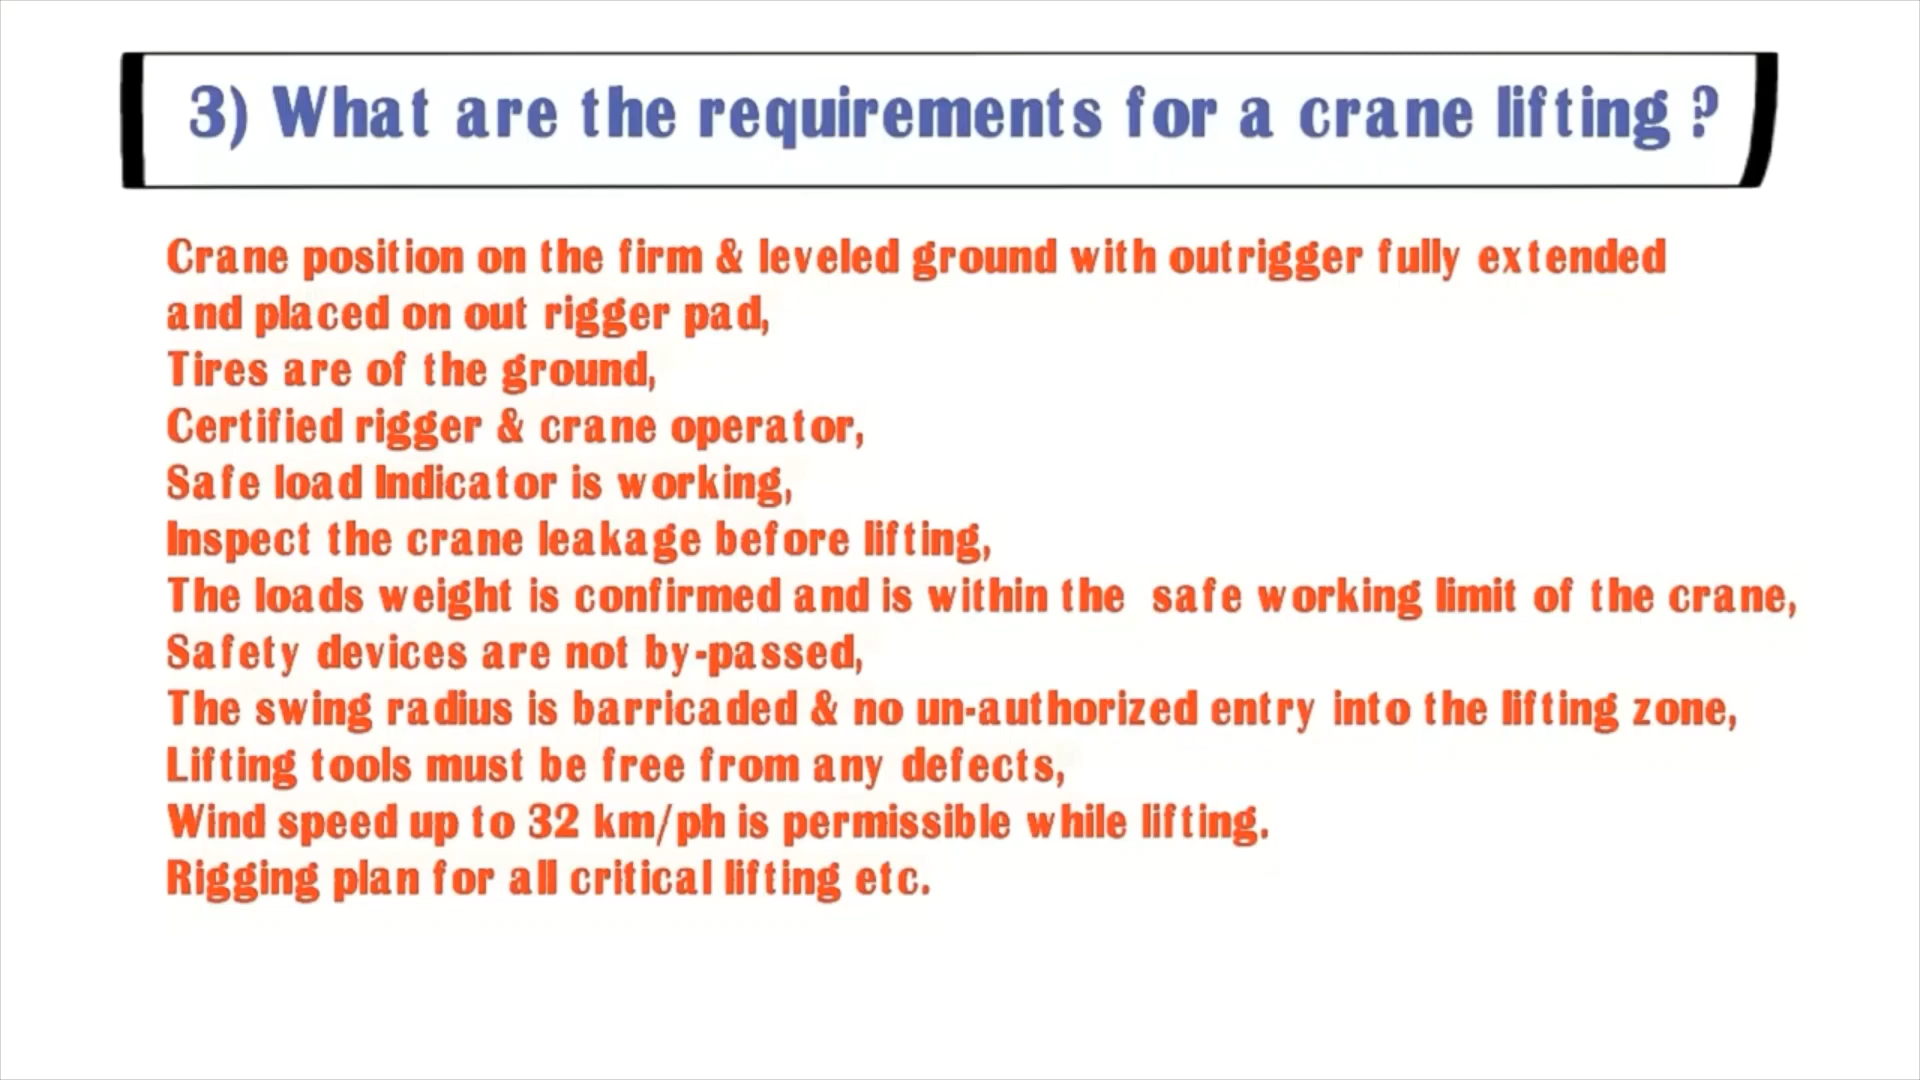 3) What are the requirements for a crane lifting ?
Crane position on the firm & leveled ground with outrigger fully extended
and placed on out rigger pad,
Tires are of the ground,
Certified rigger & crane operator,
Safe load Indicator is working,
Inspect the crane leakage before lifting,
The loads weight is confirmed and is within the safe working limit of the crane,
Safety devices are not by-passed,
The swing radius is barricaded & no un-authorized entry into the lifting zone,
Lifting tools must be free from any defects,
Wind speed up to 32 km/ph is permissible while lifting.
Rigging plan for all critical lifting etc.